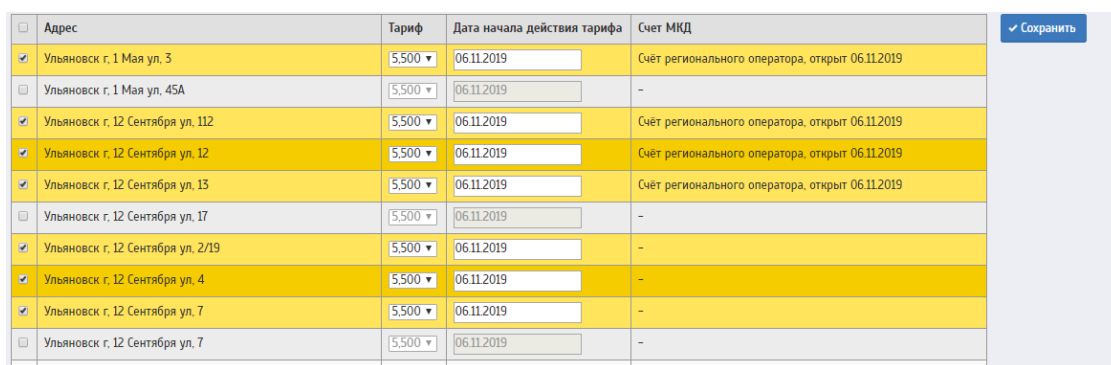 Адрес Тариф Дата начала действия тарифа Счет МКД Сохранить
Ульяновск г, 1 Мая ул, 3 5,500 06.11.2019 Счёт регионального оператора, открыт 06.11.2019
Ульяновск г, 1 Мая ул, 45А 5,500 06.11.2019 –
Ульяновск г, 12 Сентября ул, 112 5,500 06.11.2019 Счёт регионального оператора, открыт 06.11.2019
Ульяновск г, 12 Сентября ул, 12 5,500 06.11.2019 Счёт регионального оператора, открыт 06.11.2019
Ульяновск г, 12 Сентября ул, 13 5,500 06.11.2019 Счёт регионального оператора, открыт 06.11.2019
Ульяновск г, 12 Сентября ул, 17 5,500 06.11.2019 –
Ульяновск г, 12 Сентября ул, 2/19 5,500 06.11.2019 –
Ульяновск г, 12 Сентября ул, 4 5,500 06.11.2019 –
Ульяновск г, 12 Сентября ул, 7 5,500 06.11.2019 –
Ульяновск г, 12 Сентября ул, 7 5,500 06.11.2019 –